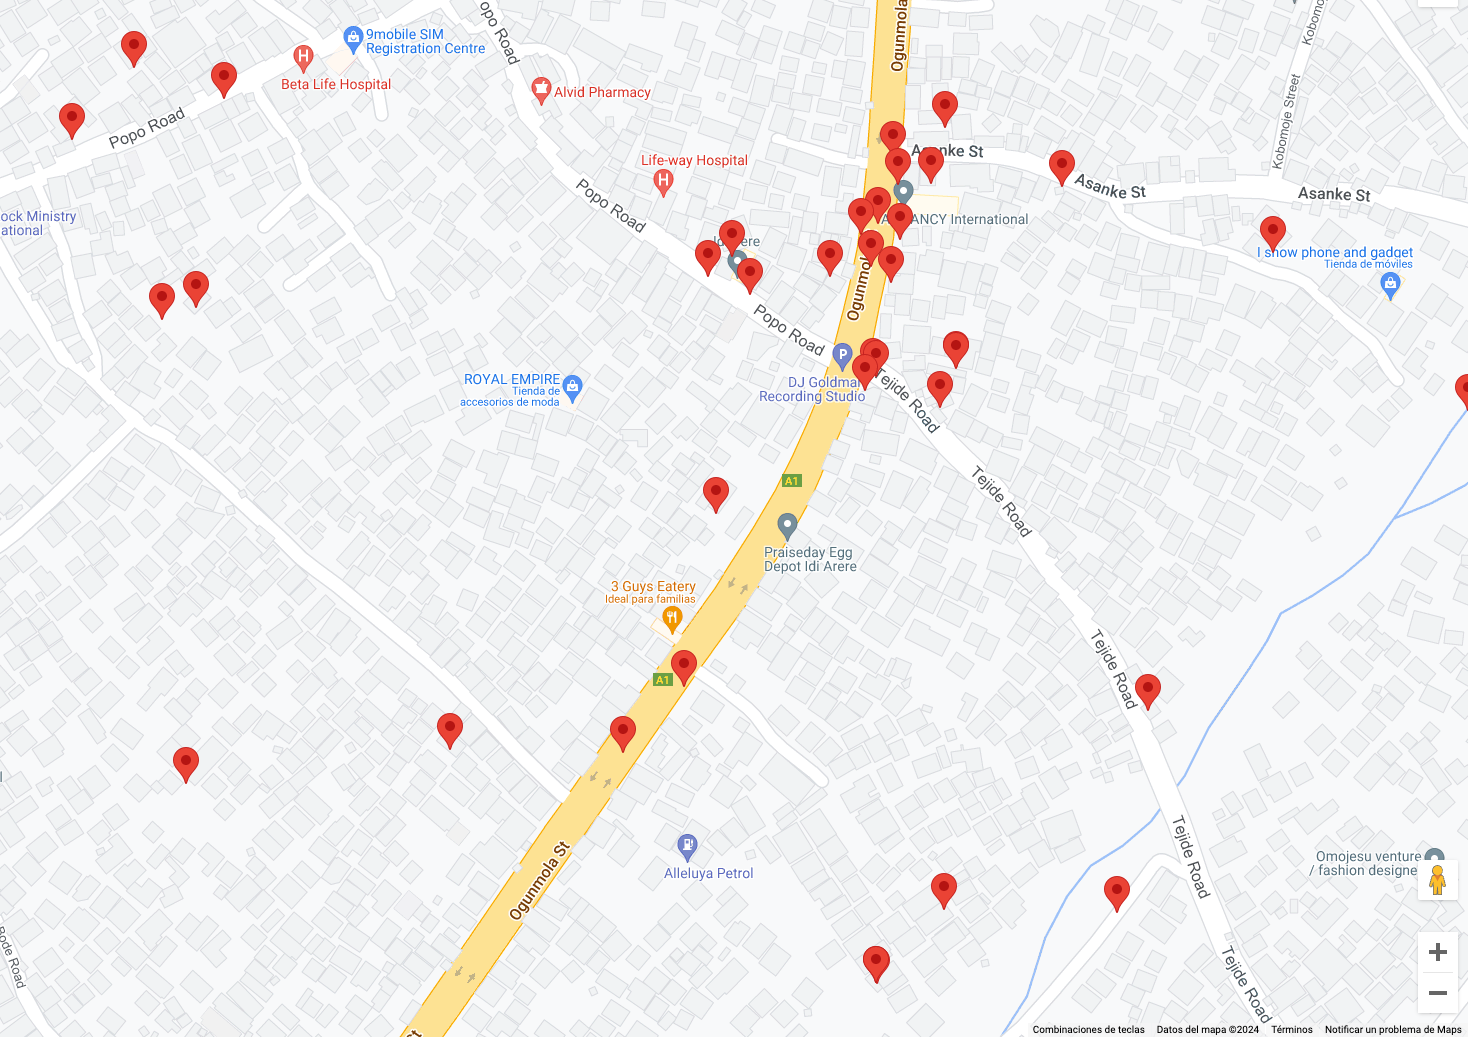 Popo Road
Ogunmola
Kobomoje
9mobile SIM
Registration Centre
H
Beta Life Hospital
Alvid Pharmacy
Popo Road
Kobomoje Street
Life-way Hospital
H
Asanke St
Asanke St
Asanke St
Popo Road
ock Ministry
ational
ANCY International
I show phone and gadget
Tienda de móviles
Popo Road
P
DJ Goldman
Recording Studio
Tejide Road
ROYAL EMPIRE
Tienda de
accesorios de moda
A1
Tejide Road
Praiseday Egg
Depot Idi Arere
3 Guys Eatery
Ideal para familias
A1
Tejide Road
Ogunmola St
Alleluya Petrol
Tejide Road
Omojesu venture
/ fashion designe
Bode Road
Tejide Road
Combinaciones de teclas
Datos del mapa ©2024
Términos
Notificar un problema de Maps